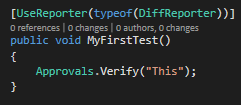 [UseReporter(typeof(DiffReporter))]
0 references | 0 changes | 0 authors, 0 changes
public void MyFirstTest()
{
    Approvals.Verify("This");
}